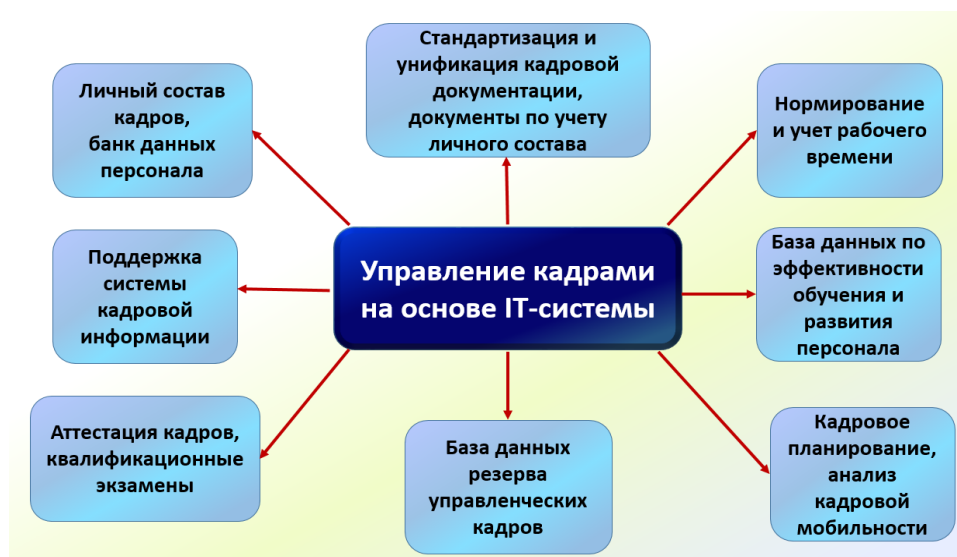 Стандартизация и
унификация кадровой
документации,
документы по учету
личного состава
Личный состав
кадров,
банк данных
персонала
Нормирование
и учет рабочего
времени
Поддержка
системы
кадровой
информации
Управление кадрами
на основе IT-системы
База данных по
эффективности
обучения и
развития
персонала
Аттестация кадров,
квалификационные
экзамены
База данных
резерва
управленческих
кадров
Кадровое
планирование,
анализ
кадровой
мобильности